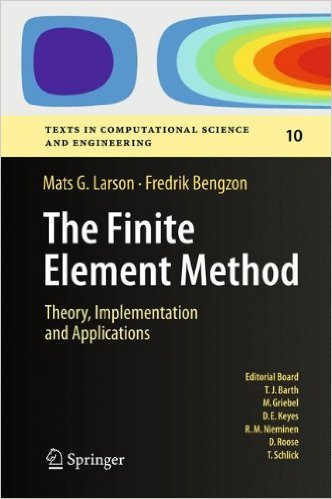 TEXTS IN COMPUTATIONAL SCIENCE
AND ENGINEERING
10
Mats G. Larson · Fredrik Bengzon
The Finite
Element Method
Theory, Implementation
and Applications
Editorial Board
T. J. Barth
M. Griebel
D. E. Keyes
R. M. Nieminen
D. Roose
T. Schlick
Springer